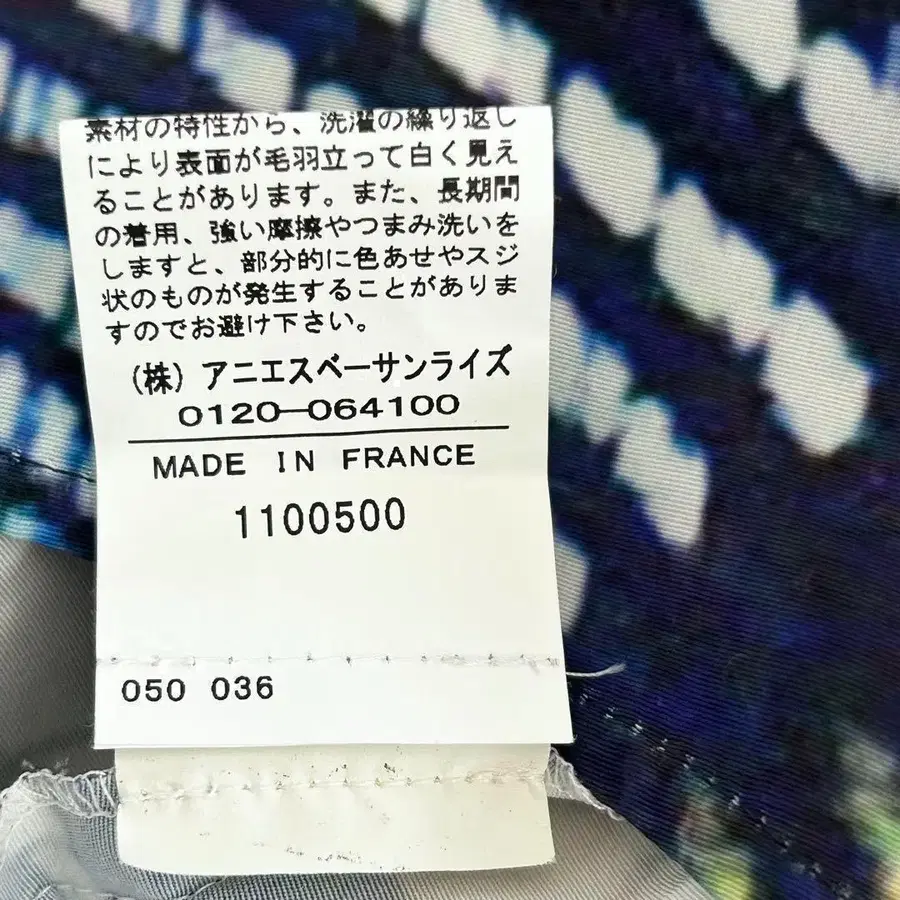 素材の特性から、洗濯の繰り返し
により表面が毛羽立って白く見え
ることがあります。また、長期間
の着用、強い摩擦やつまみ洗いを
しますと、部分的に色あせやスジ
状のものが発生することがありま
すのでお避け下さい。
(株) アニエスベーサンライズ
0120-064100
MADE IN FRANCE
1100500
050 036